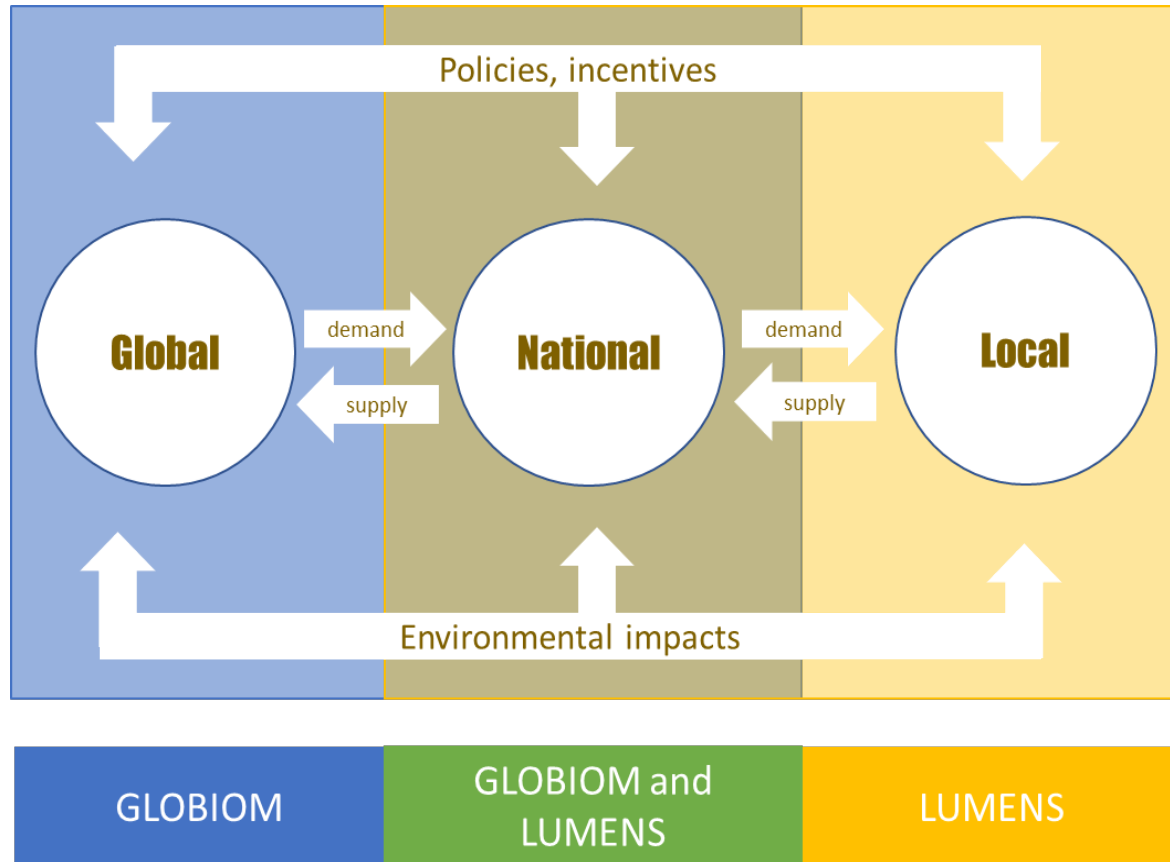 Policies, incentives
Global
demand
supply
National
demand
supply
Local
Environmental impacts
GLOBIOM
GLOBIOM and
LUMENS
LUMENS